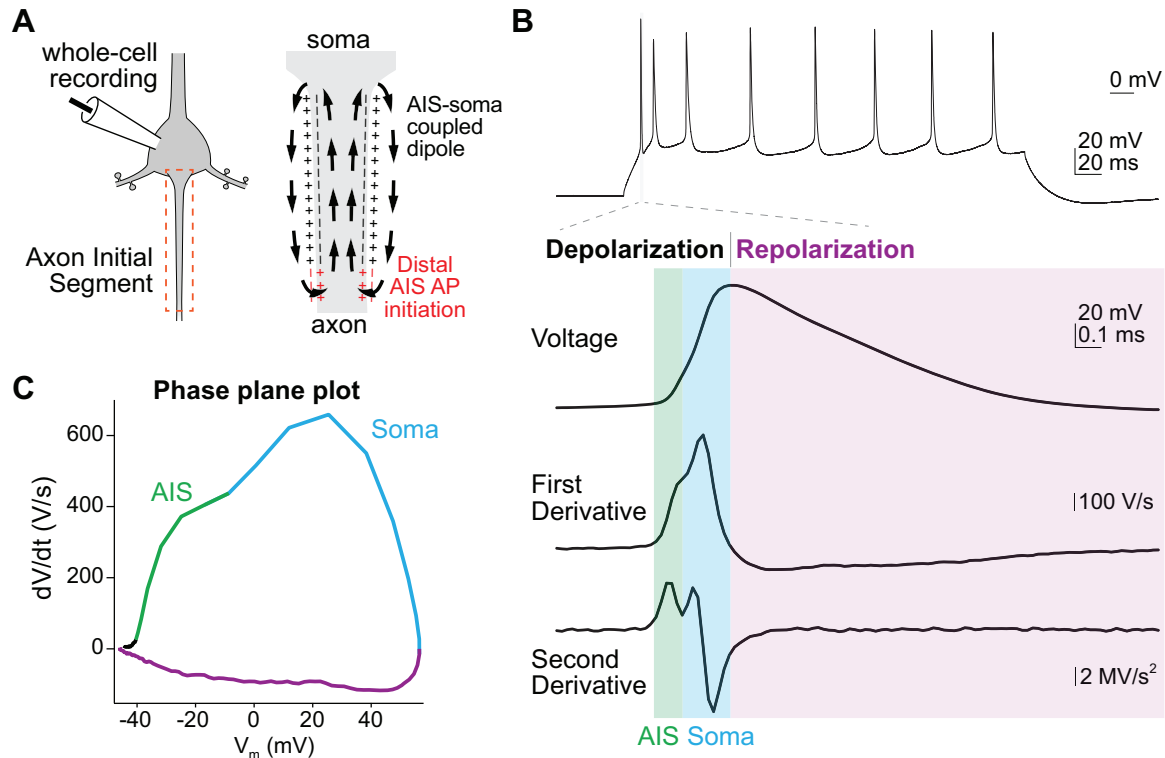 A
whole-cell
recording
Axon Initial
Segment
soma
AIS-soma
coupled
dipole
Distal
AIS AP
initiation
axon
B
0 mV
20 mV
20 ms
Depolarization
Repolarization
Voltage
20 mV
0.1 ms
First
Derivative
100 V/s
Second
Derivative
2 MV/s²
AIS
Soma
C
Phase plane plot
Soma
AIS
dV/dt (V/s)
600
400
200
0
-40
-20
0
20
40
Vₘ (mV)